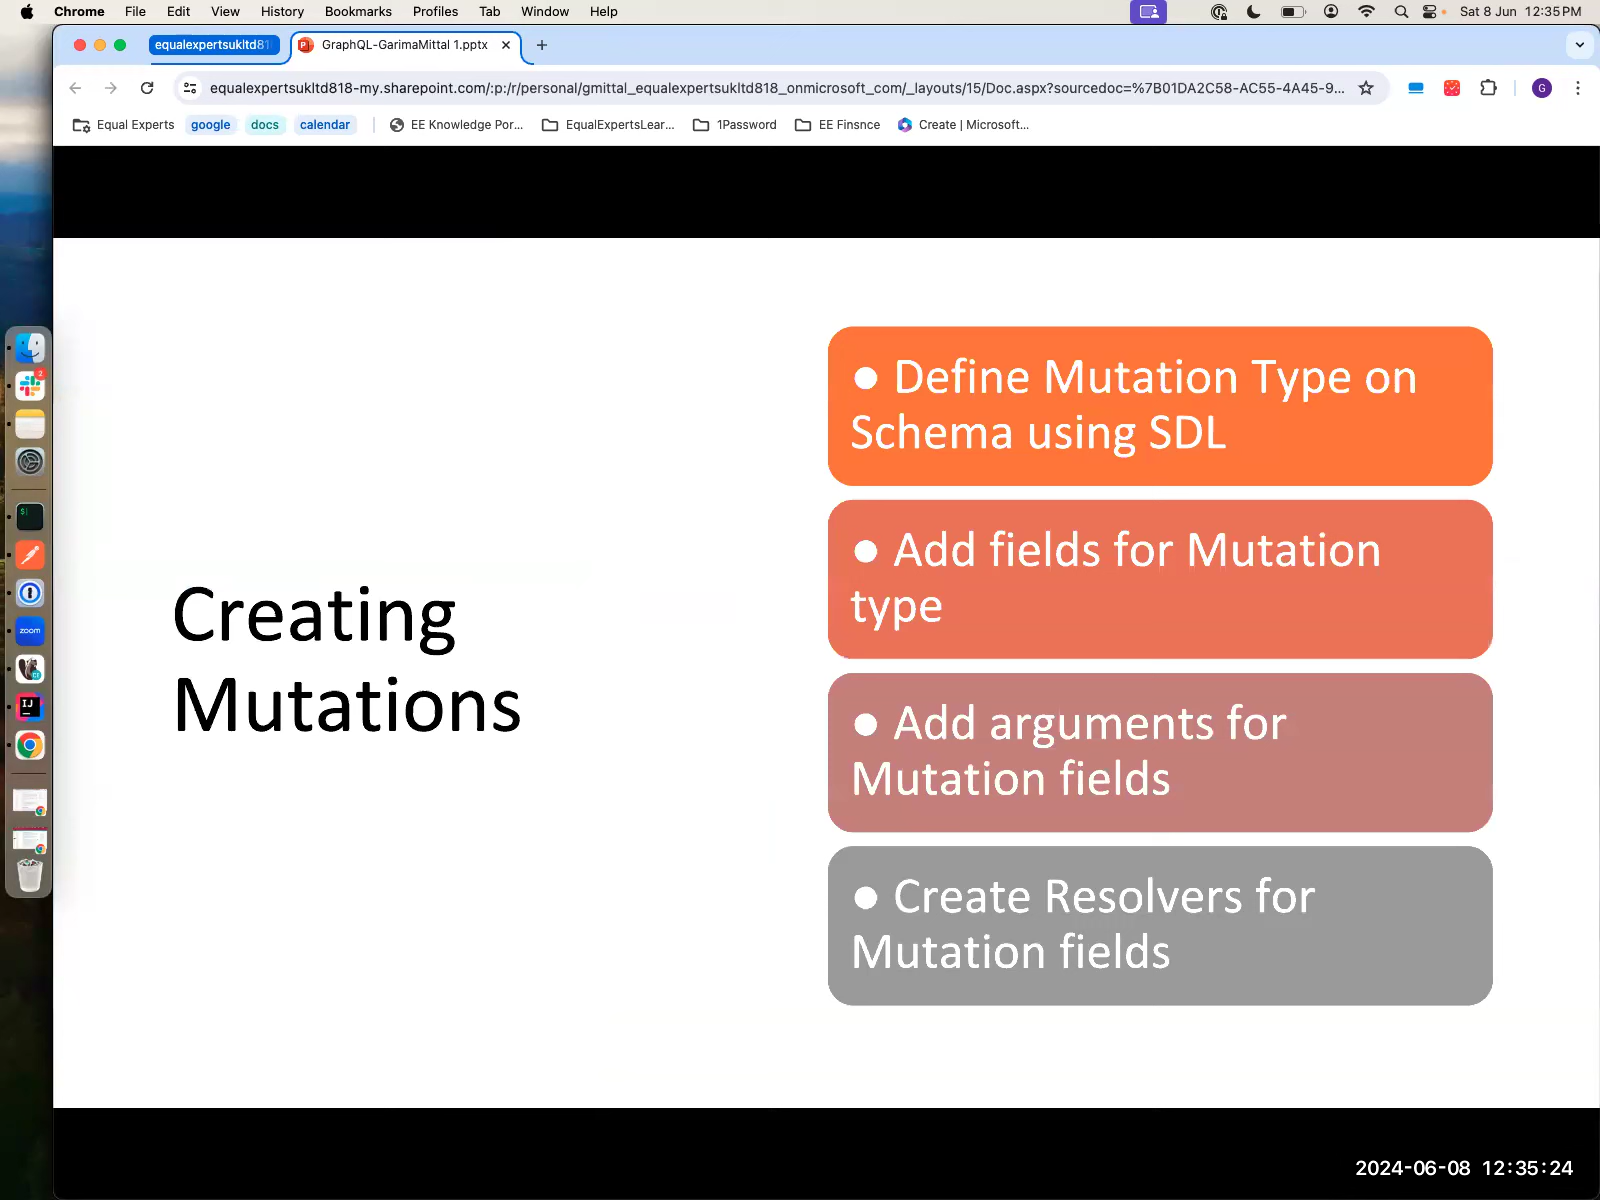 Chrome File Edit View History Bookmarks Profiles Tab Window Help Sat 8 Jun 12:35 PM
equalexpertsukltd81 GraphQL-GarimaMittal 1.pptx
equalexpertsukltd818-my.sharepoint.com/:p:/r/personal/gmittal_equalexpertsukltd818_onmicrosoft_com/_layouts/15/Doc.aspx?sourcedoc=%7B01DA2C58-AC55-4A45-9... G
Equal Experts google docs calendar EE Knowledge Por... EqualExpertsLear... 1Password EE Finsnce Create | Microsoft...
Creating
Mutations
● Define Mutation Type on
Schema using SDL
● Add fields for Mutation
type
● Add arguments for
Mutation fields
● Create Resolvers for
Mutation fields
2
$
zoom
IJ
2024-06-08 12:35:24